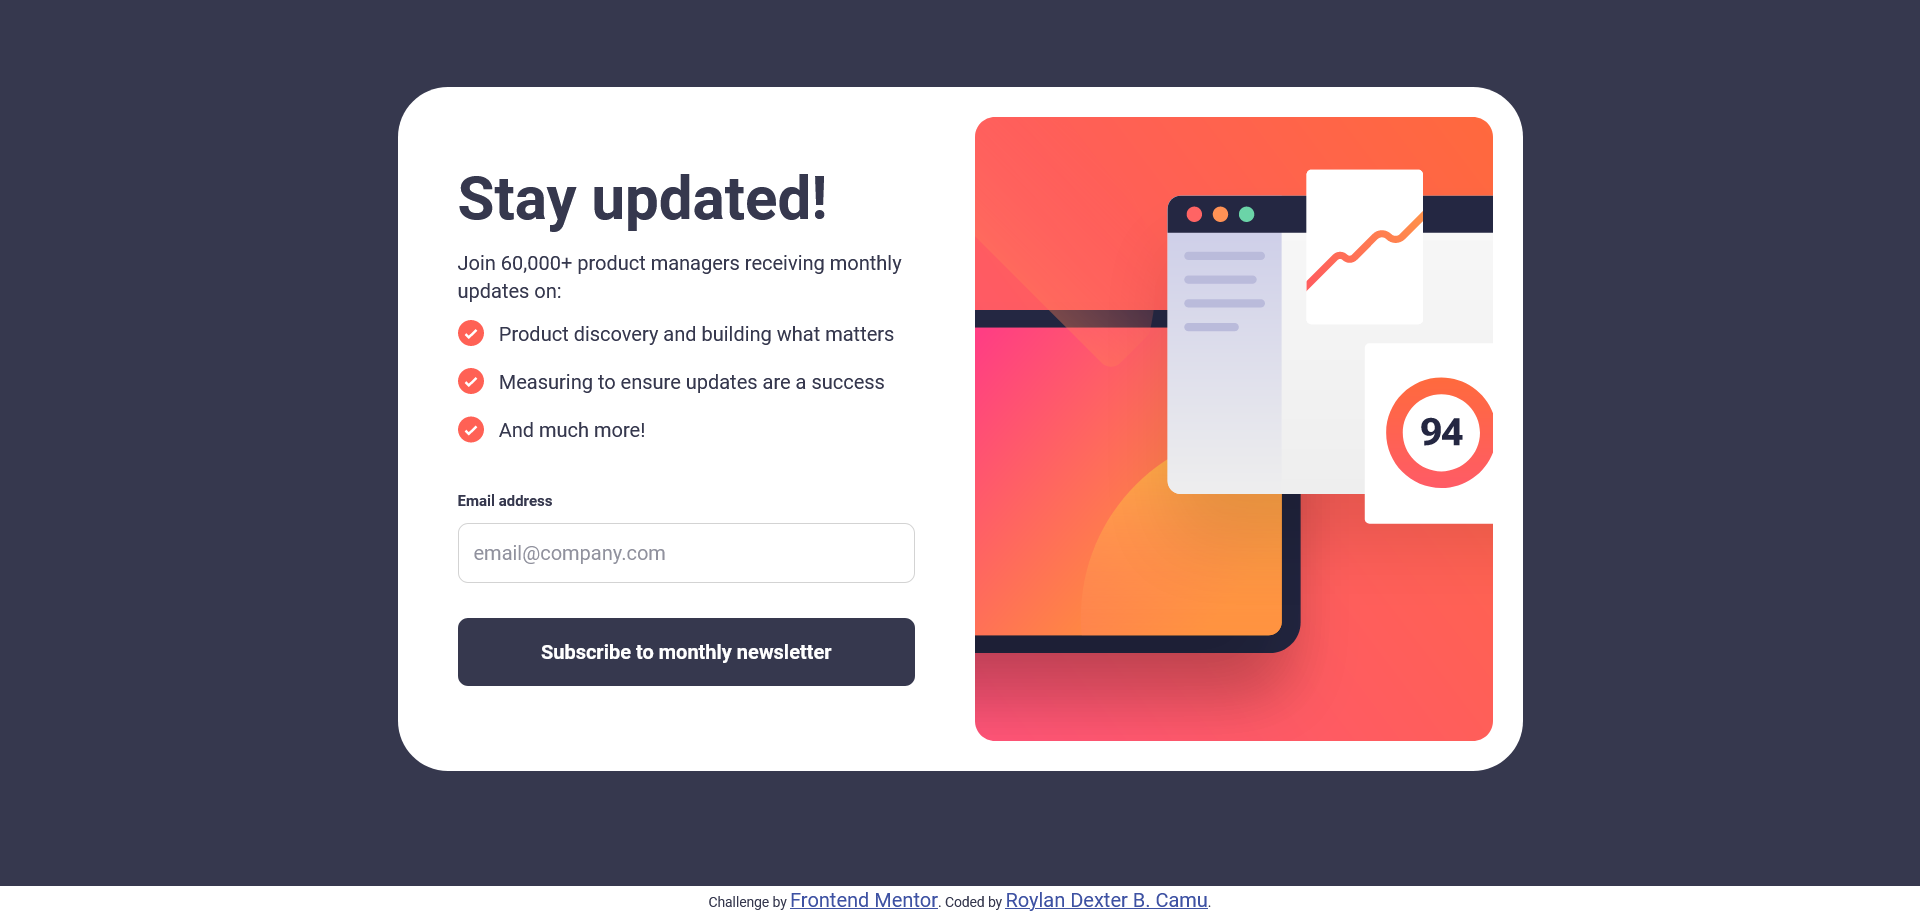 Stay updated!
Join 60,000+ product managers receiving monthly
updates on:
Product discovery and building what matters
Measuring to ensure updates are a success
And much more!
Email address
email@company.com
Subscribe to monthly newsletter
94
Challenge by Frontend Mentor. Coded by Roylan Dexter B. Camu.